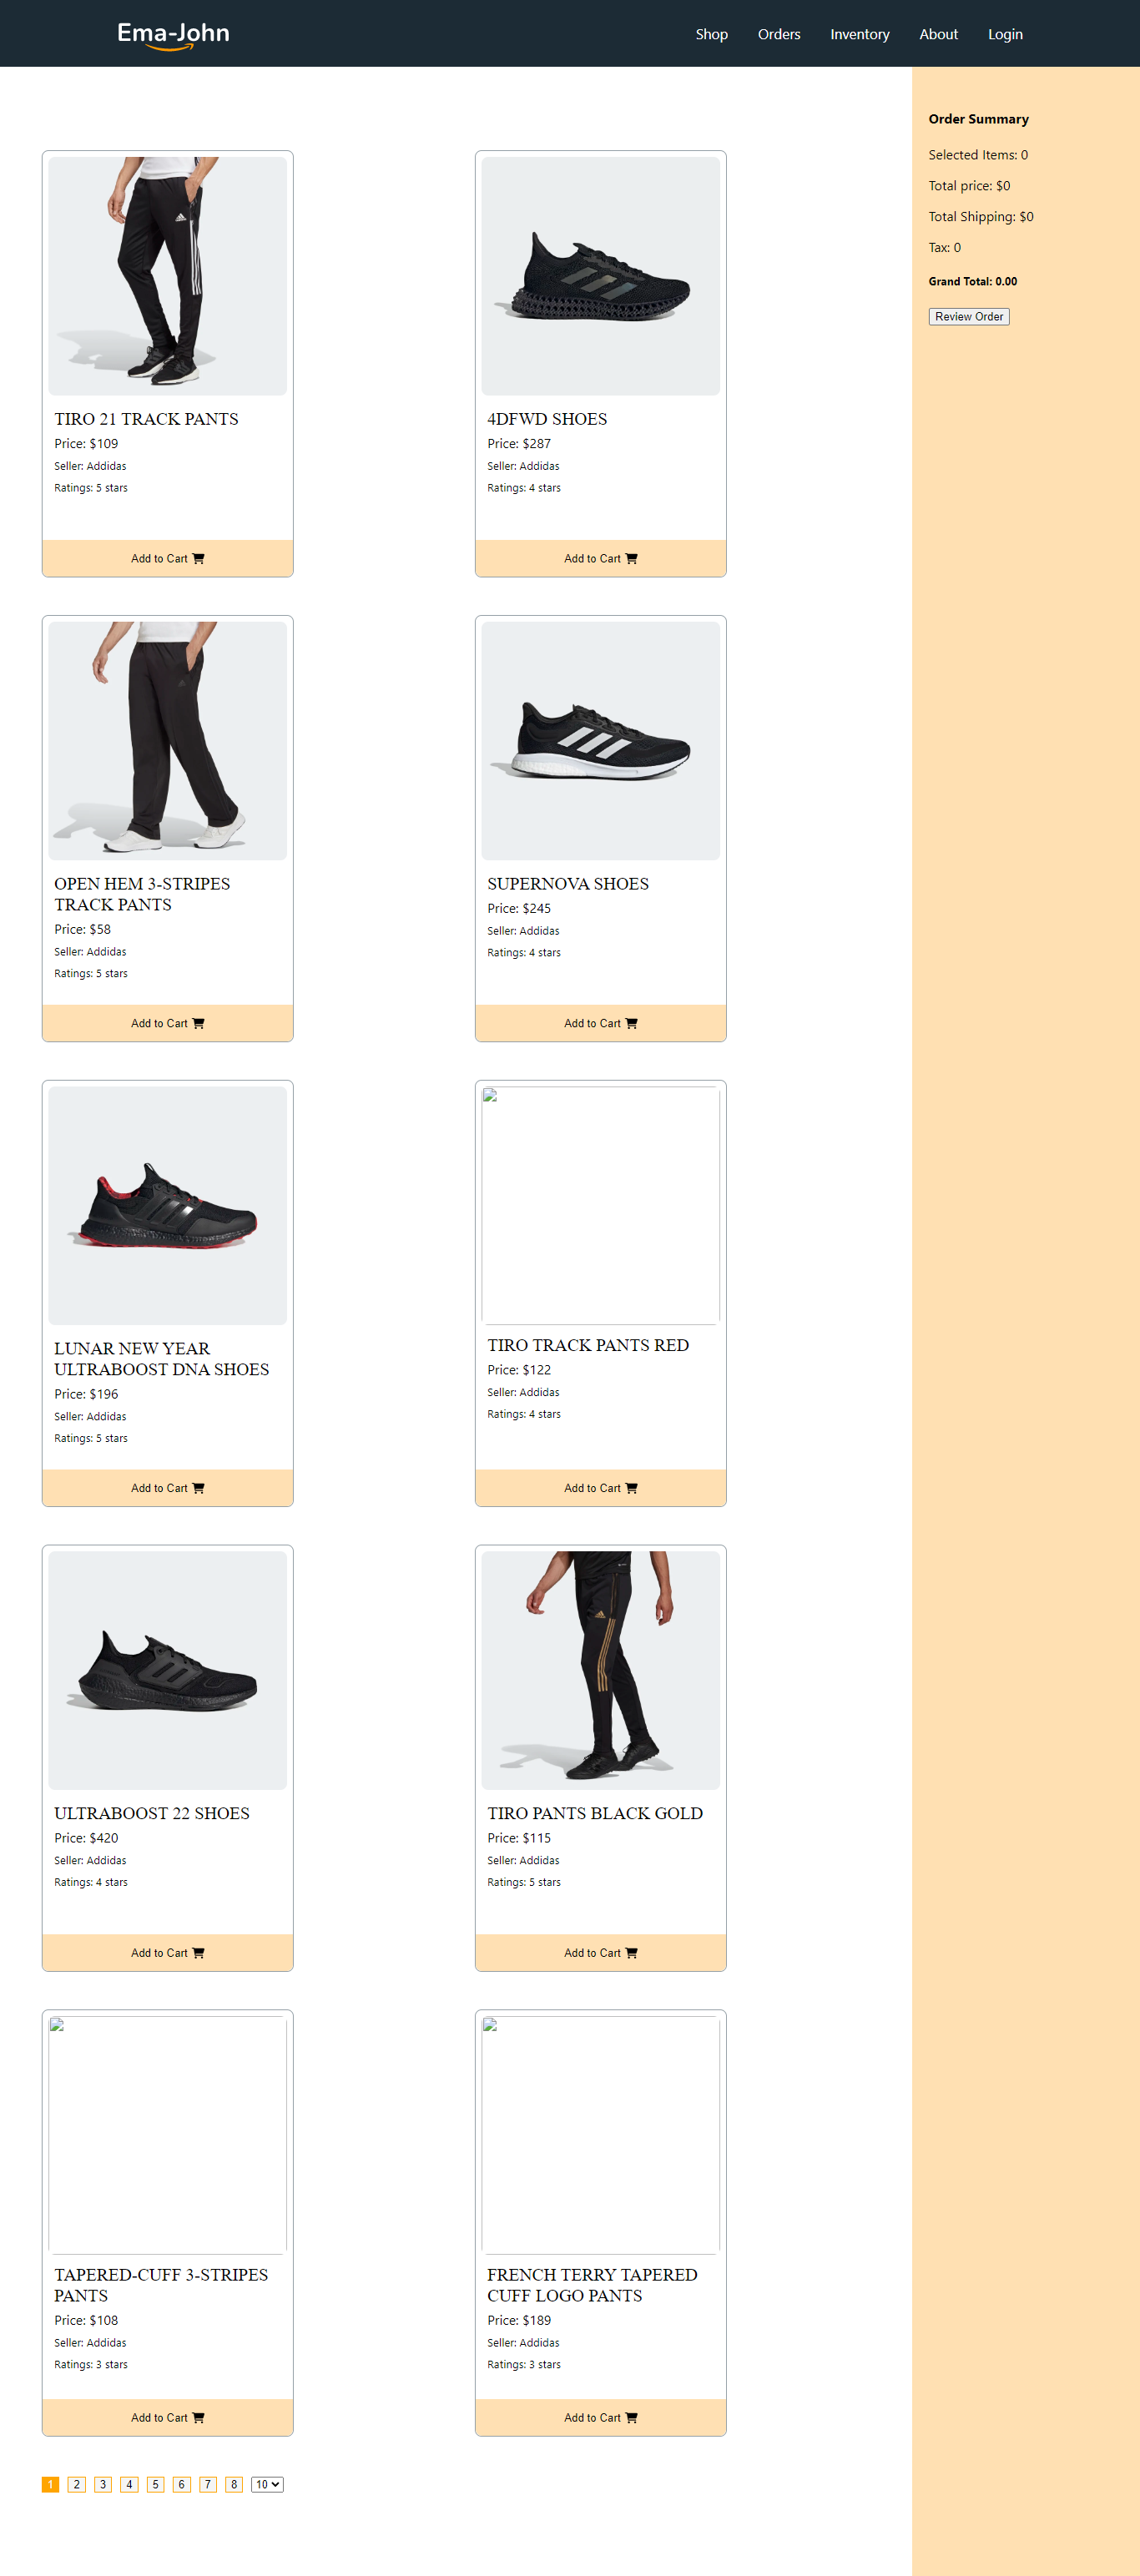 Ema-John
Shop Orders Inventory About Login
TIRO 21 TRACK PANTS
Price: $109
Seller: Addidas
Ratings: 5 stars
Add to Cart
4DFWD SHOES
Price: $287
Seller: Addidas
Ratings: 4 stars
Add to Cart
OPEN HEM 3-STRIPES
TRACK PANTS
Price: $58
Seller: Addidas
Ratings: 5 stars
Add to Cart
SUPERNOVA SHOES
Price: $245
Seller: Addidas
Ratings: 4 stars
Add to Cart
LUNAR NEW YEAR
ULTRABOOST DNA SHOES
Price: $196
Seller: Addidas
Ratings: 5 stars
Add to Cart
TIRO TRACK PANTS RED
Price: $122
Seller: Addidas
Ratings: 4 stars
Add to Cart
ULTRABOOST 22 SHOES
Price: $420
Seller: Addidas
Ratings: 4 stars
Add to Cart
TIRO PANTS BLACK GOLD
Price: $115
Seller: Addidas
Ratings: 5 stars
Add to Cart
TAPERED-CUFF 3-STRIPES
PANTS
Price: $108
Seller: Addidas
Ratings: 3 stars
Add to Cart
FRENCH TERRY TAPERED
CUFF LOGO PANTS
Price: $189
Seller: Addidas
Ratings: 3 stars
Add to Cart
1 2 3 4 5 6 7 8 10
Order Summary
Selected Items: 0
Total price: $0
Total Shipping: $0
Tax: 0
Grand Total: 0.00
Review Order